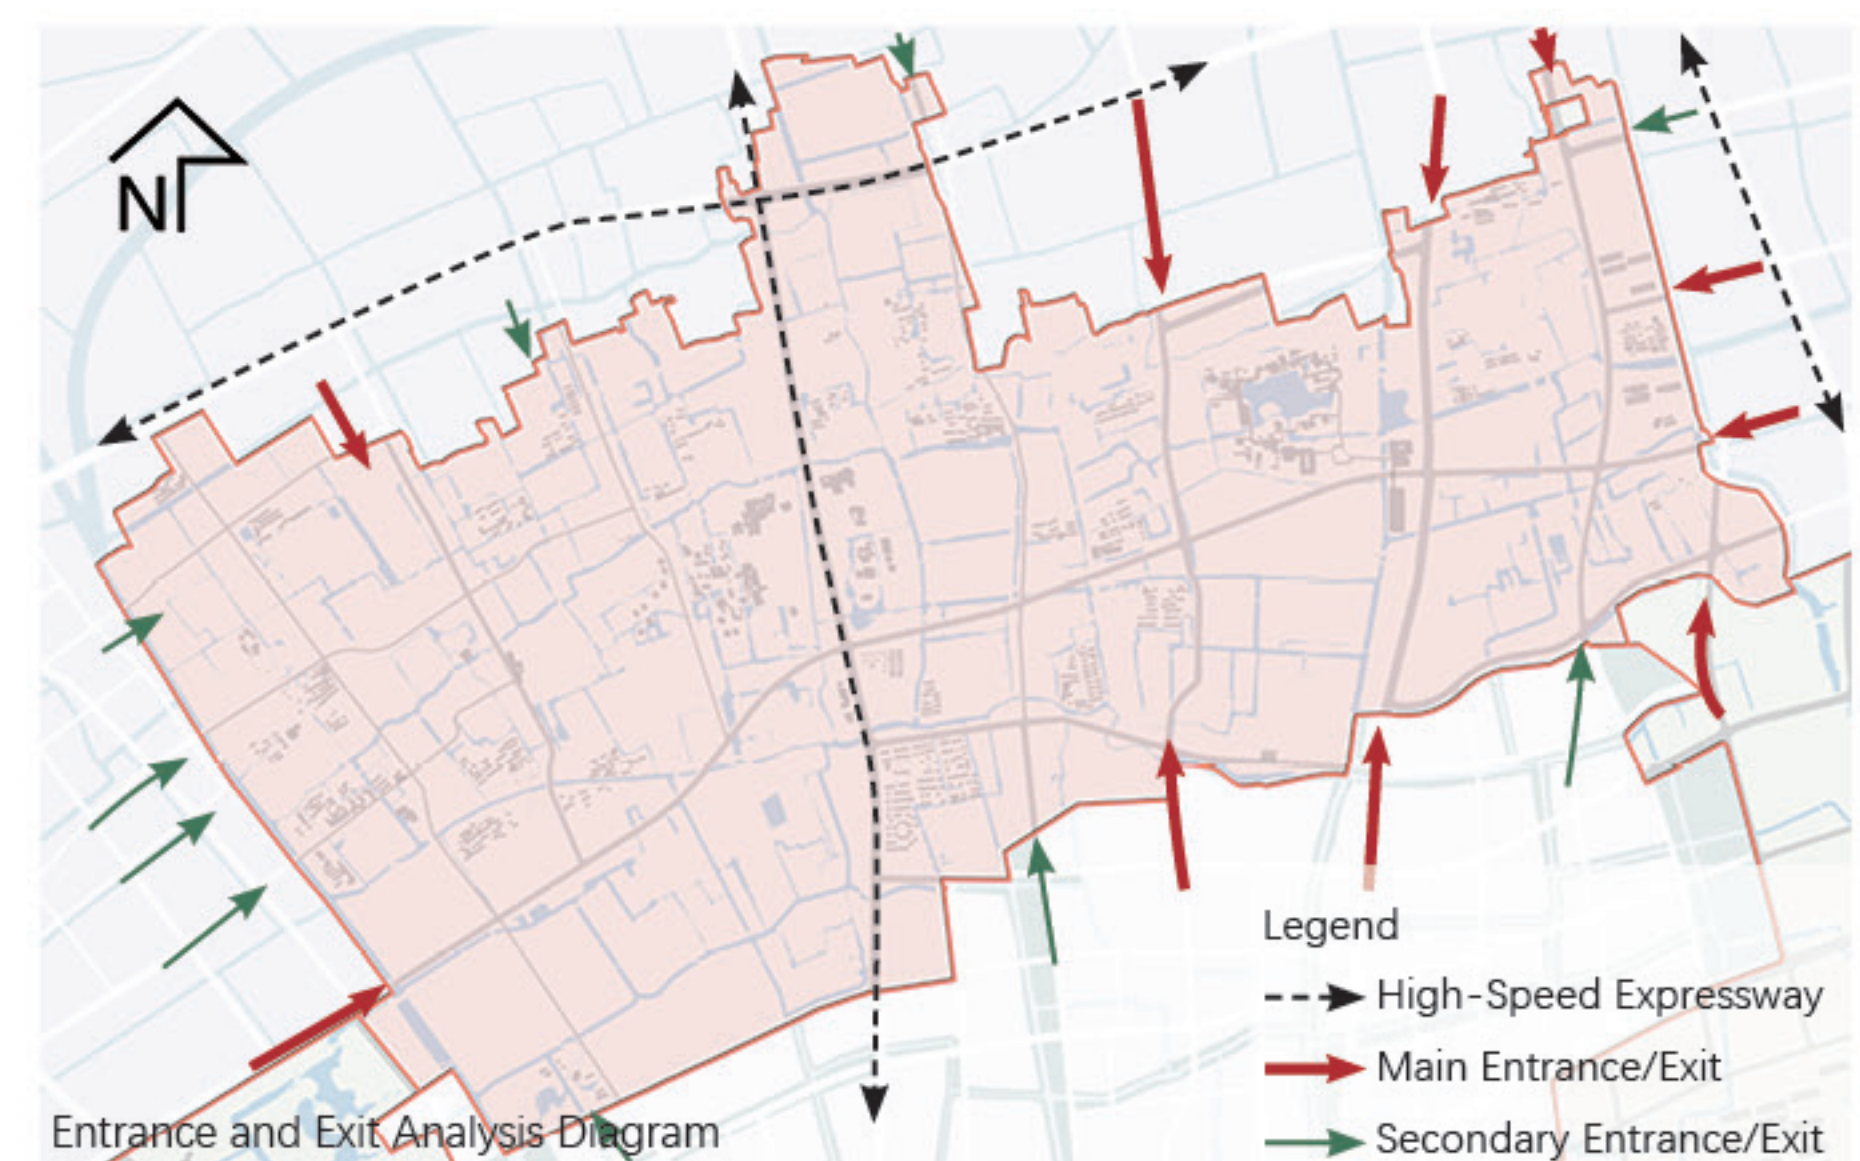 N
Legend
High-Speed Expressway
Main Entrance/Exit
Secondary Entrance/Exit
Entrance and Exit Analysis Diagram